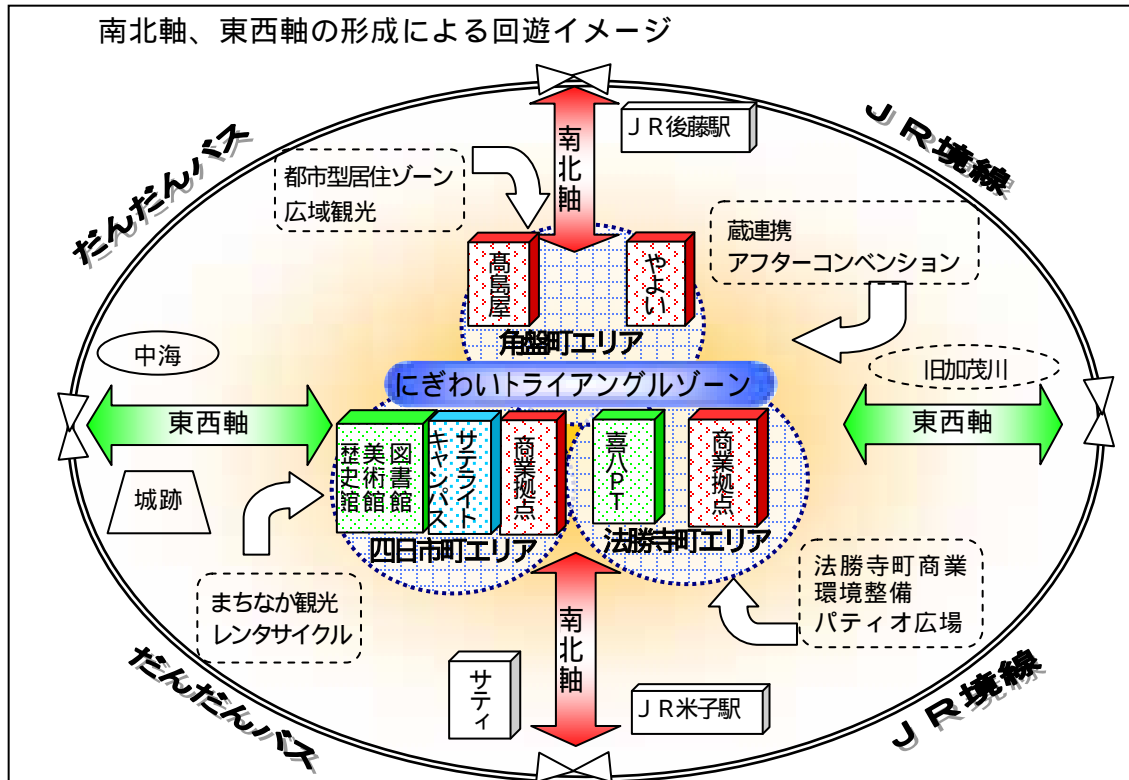 南北軸、東西軸の形成による回遊イメージ
だんだんバス
ＪＲ境線
南北軸
ＪＲ後藤駅
都市型居住ゾーン
広域観光
蔵連携
アフターコンベンション
髙島屋
やよい
角盤町エリア
中海
にぎわいトライアングルゾーン
旧加茂川
東西軸
東西軸
図書館
美術館
歴史館
サテライト
キャンパス
商業拠点
喜八PT
商業拠点
城跡
四日市町エリア
法勝寺町エリア
まちなか観光
レンタサイクル
法勝寺町商業
環境整備
パティオ広場
南北軸
サティ
ＪＲ米子駅
だんだんバス
ＪＲ境線